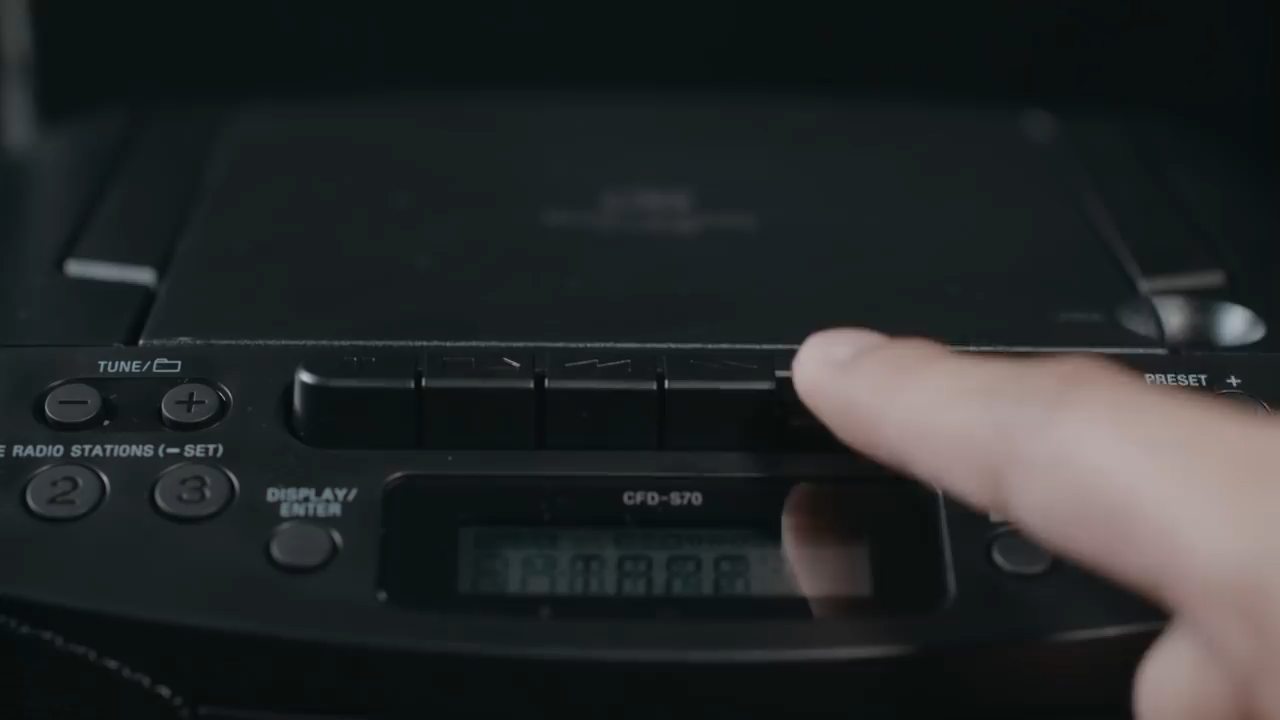 TUNE/
− +
PRESET +
E RADIO STATIONS (− SET)
2 3
DISPLAY/
ENTER
CFD-S70